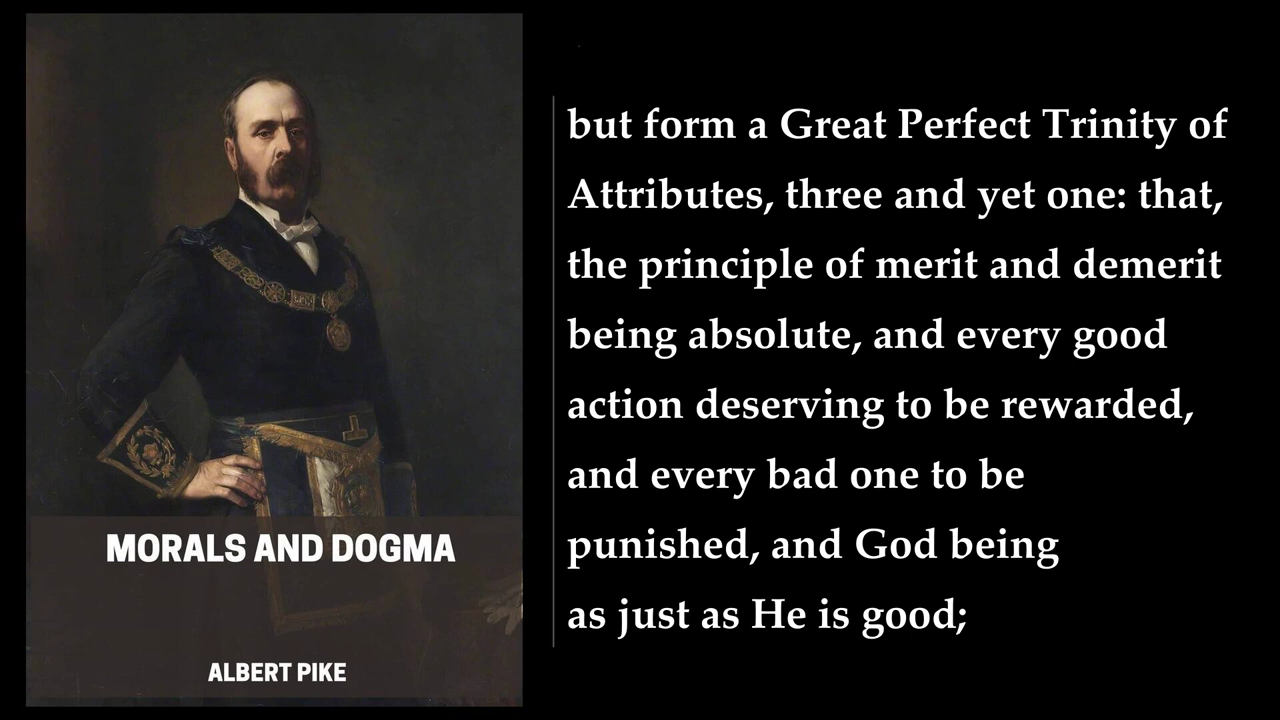 MORALS AND DOGMA
ALBERT PIKE
but form a Great Perfect Trinity of
Attributes, three and yet one: that,
the principle of merit and demerit
being absolute, and every good
action deserving to be rewarded,
and every bad one to be
punished, and God being
as just as He is good;